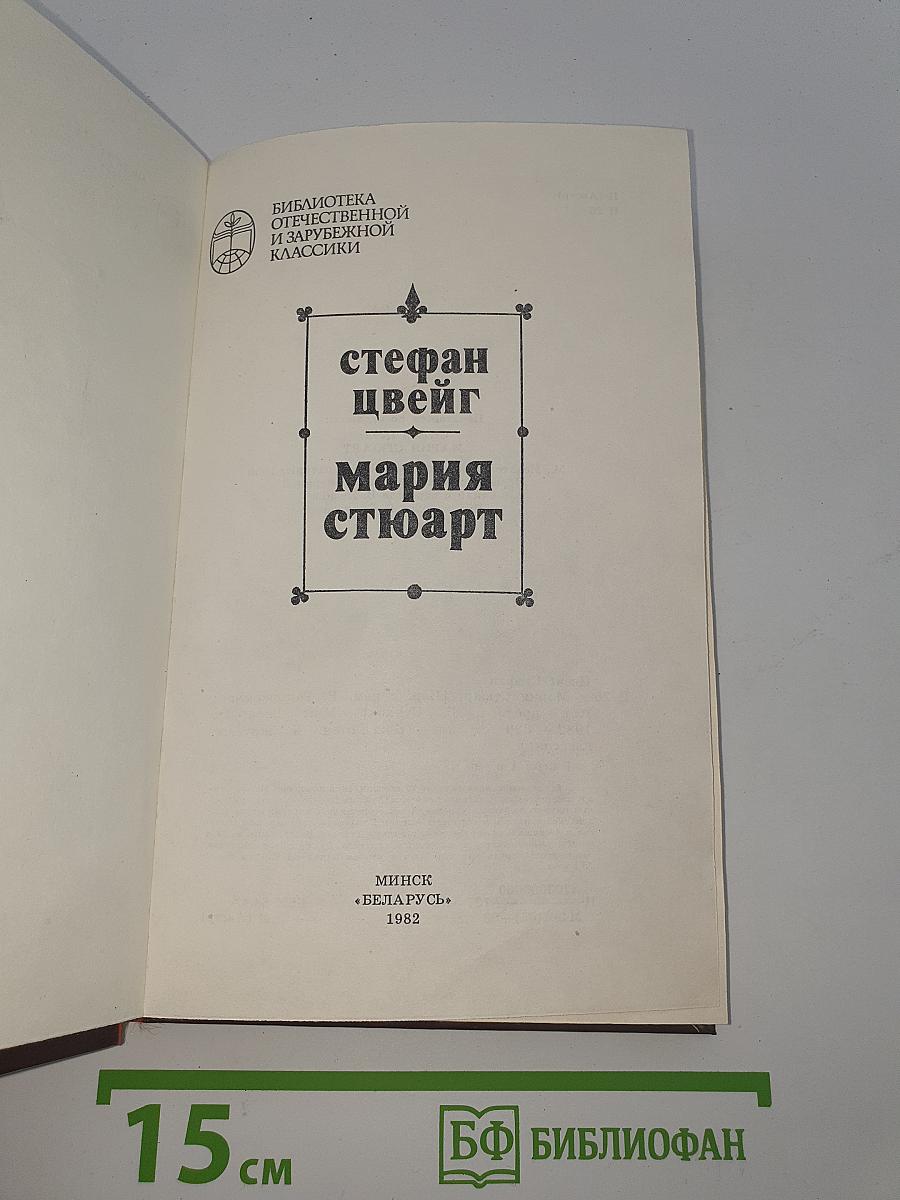 БИБЛИОТЕКА
ОТЕЧЕСТВЕННОЙ
И ЗАРУБЕЖНОЙ
КЛАССИКИ
стефан
цвейг
мария
стюарт
МИНСК
«БЕЛАРУСЬ»
1982
15 см
БФ БИБЛИОФАН